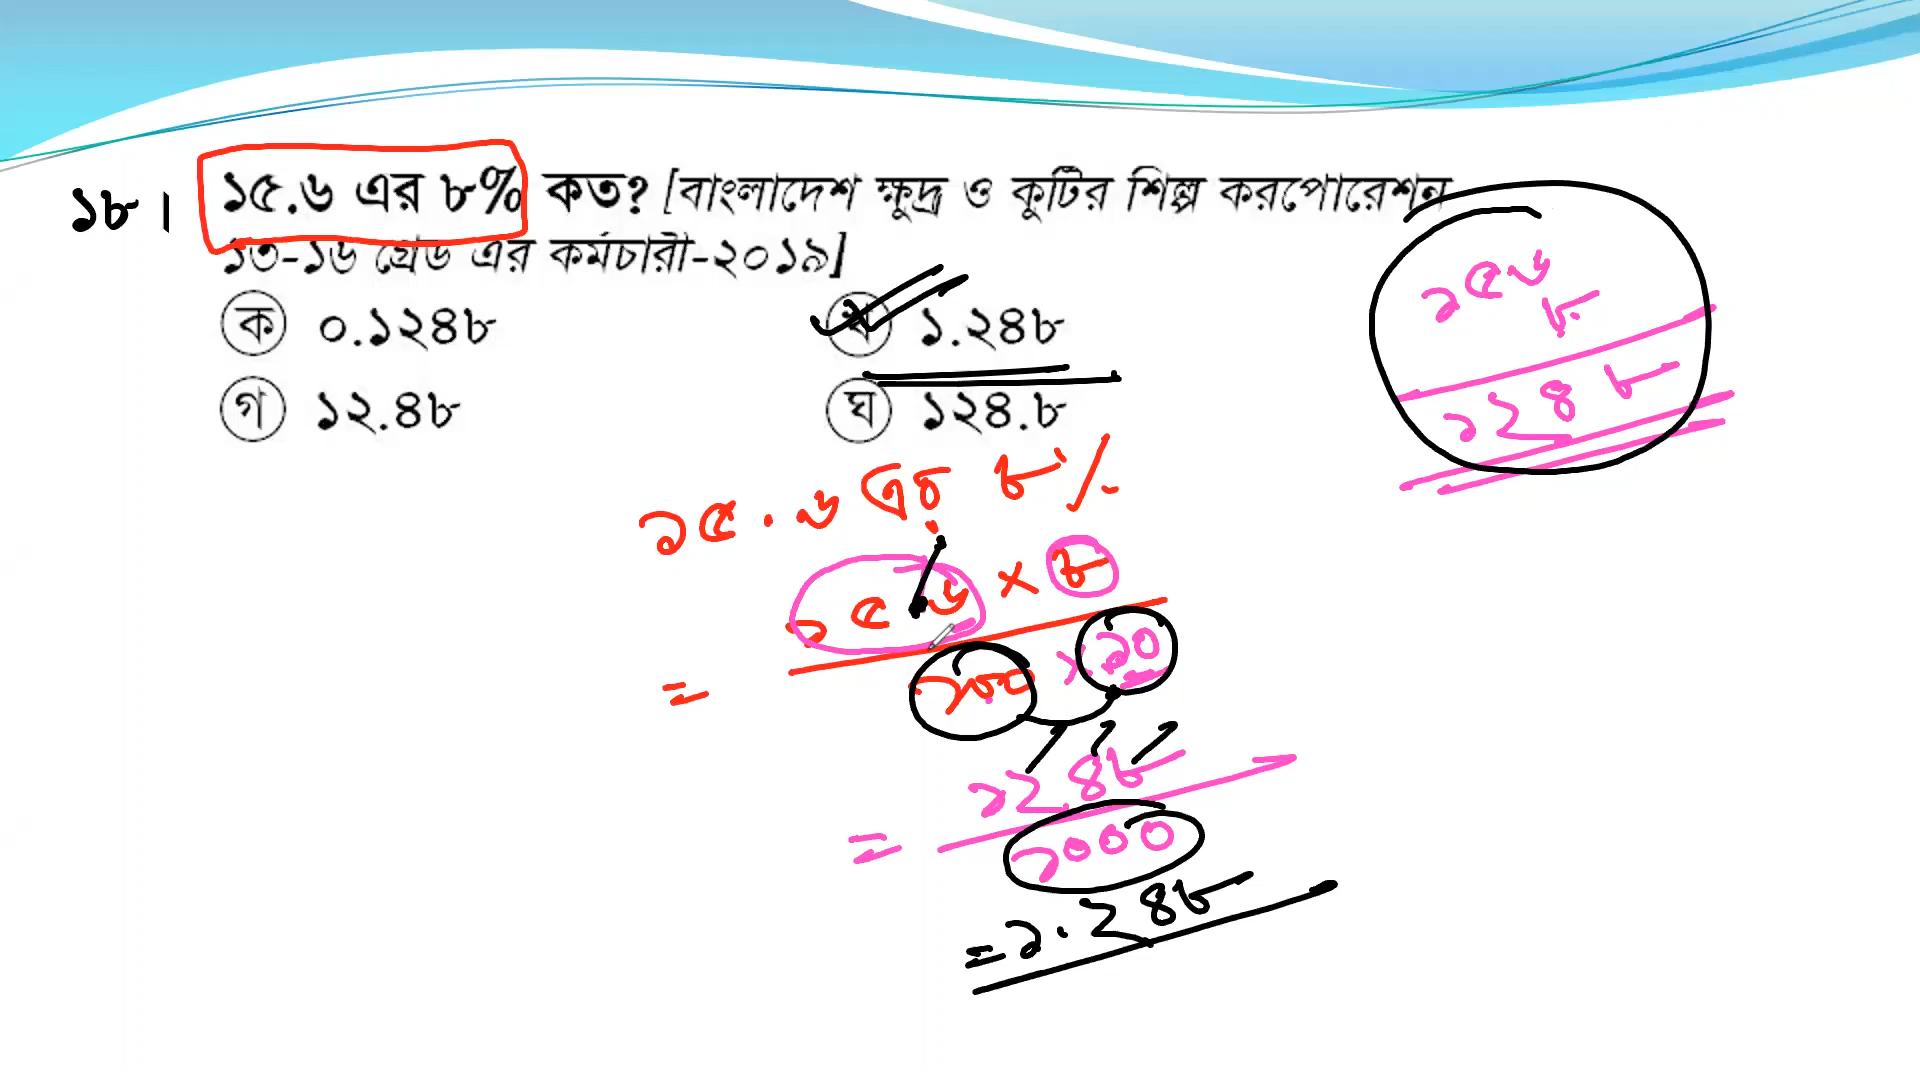 ১৮। ১৫.৬ এর ৮% কত? [বাংলাদেশ ক্ষুদ্র ও কুটির শিল্প করপোরেশন
১৩-১৬ গ্রেড এর কর্মচারী-২০১৯]
ক ০.১২৪৮ খ ১.২৪৮
গ ১২.৪৮ ঘ ১২৪.৮
১৫৬
৮
১২৪৮
১৫.৬ এর ৮%
১৫৬ × ৮
= ১০০ × ১০
১২৪৮
= ১০০০
= ১.২৪৮